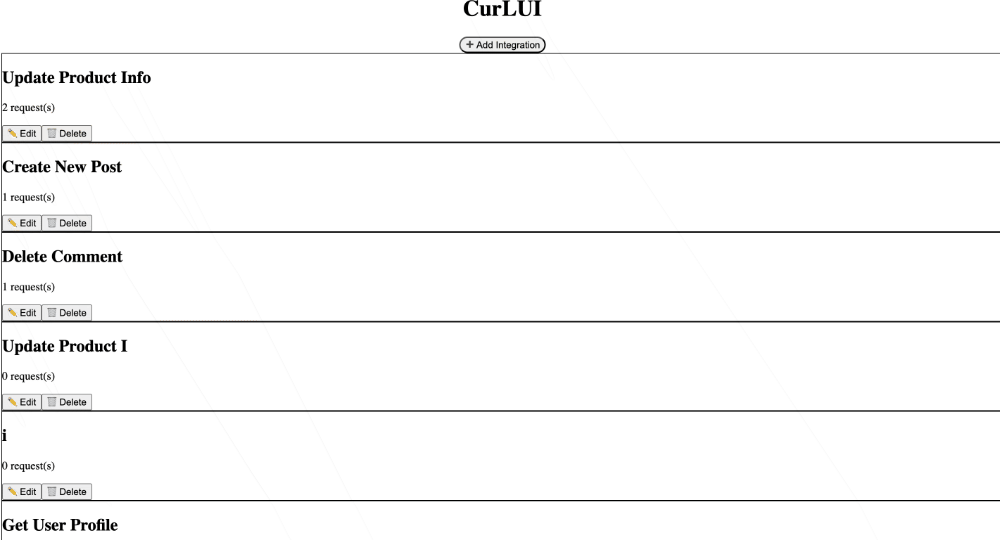 CurLUI
+ Add Integration
Update Product Info
2 request(s)
Edit Delete
Create New Post
1 request(s)
Edit Delete
Delete Comment
1 request(s)
Edit Delete
Update Product I
0 request(s)
Edit Delete
i
0 request(s)
Edit Delete
Get User Profile